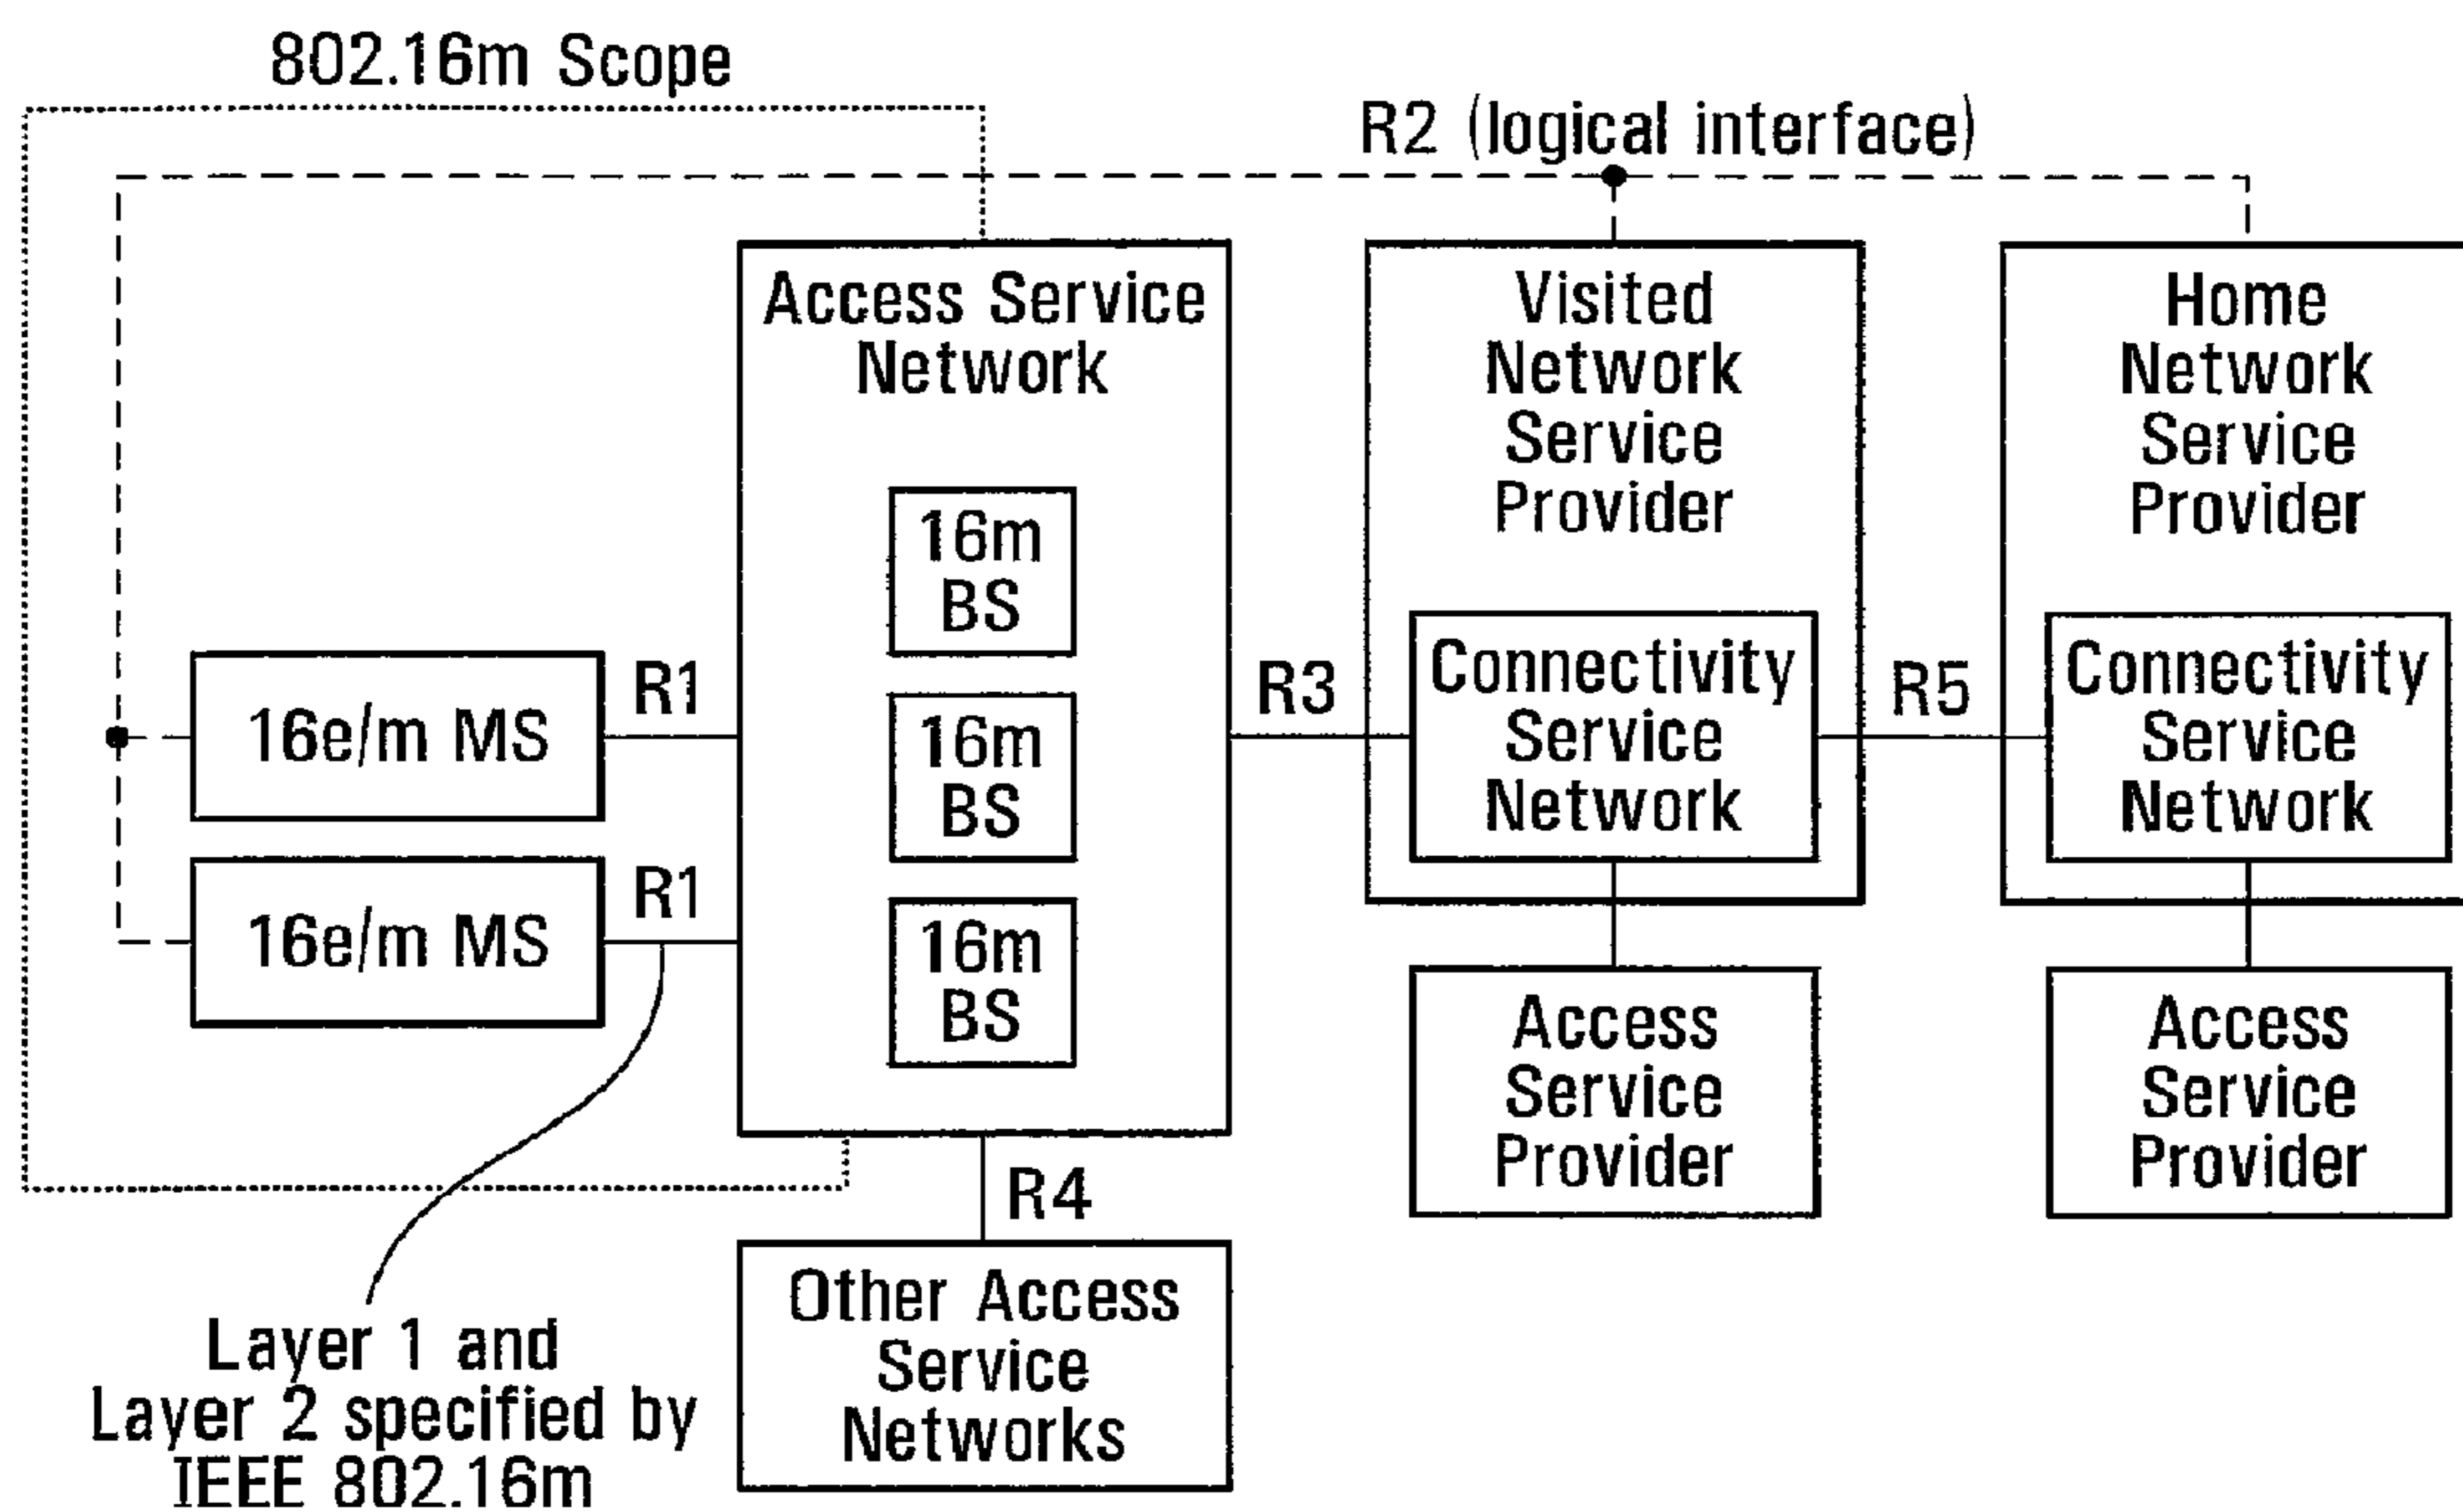 802.16m Scope
R2 (logical interface)
Access Service
Network
16m
BS
16m
BS
16m
BS
Visited
Network
Service
Provider
Home
Network
Service
Provider
16e/m MS
R1
16e/m MS
R1
R3
Connectivity
Service
Network
R5
Connectivity
Service
Network
Access
Service
Provider
Access
Service
Provider
R4
Other Access
Service
Networks
Layer 1 and
Layer 2 specified by
IEEE 802.16m